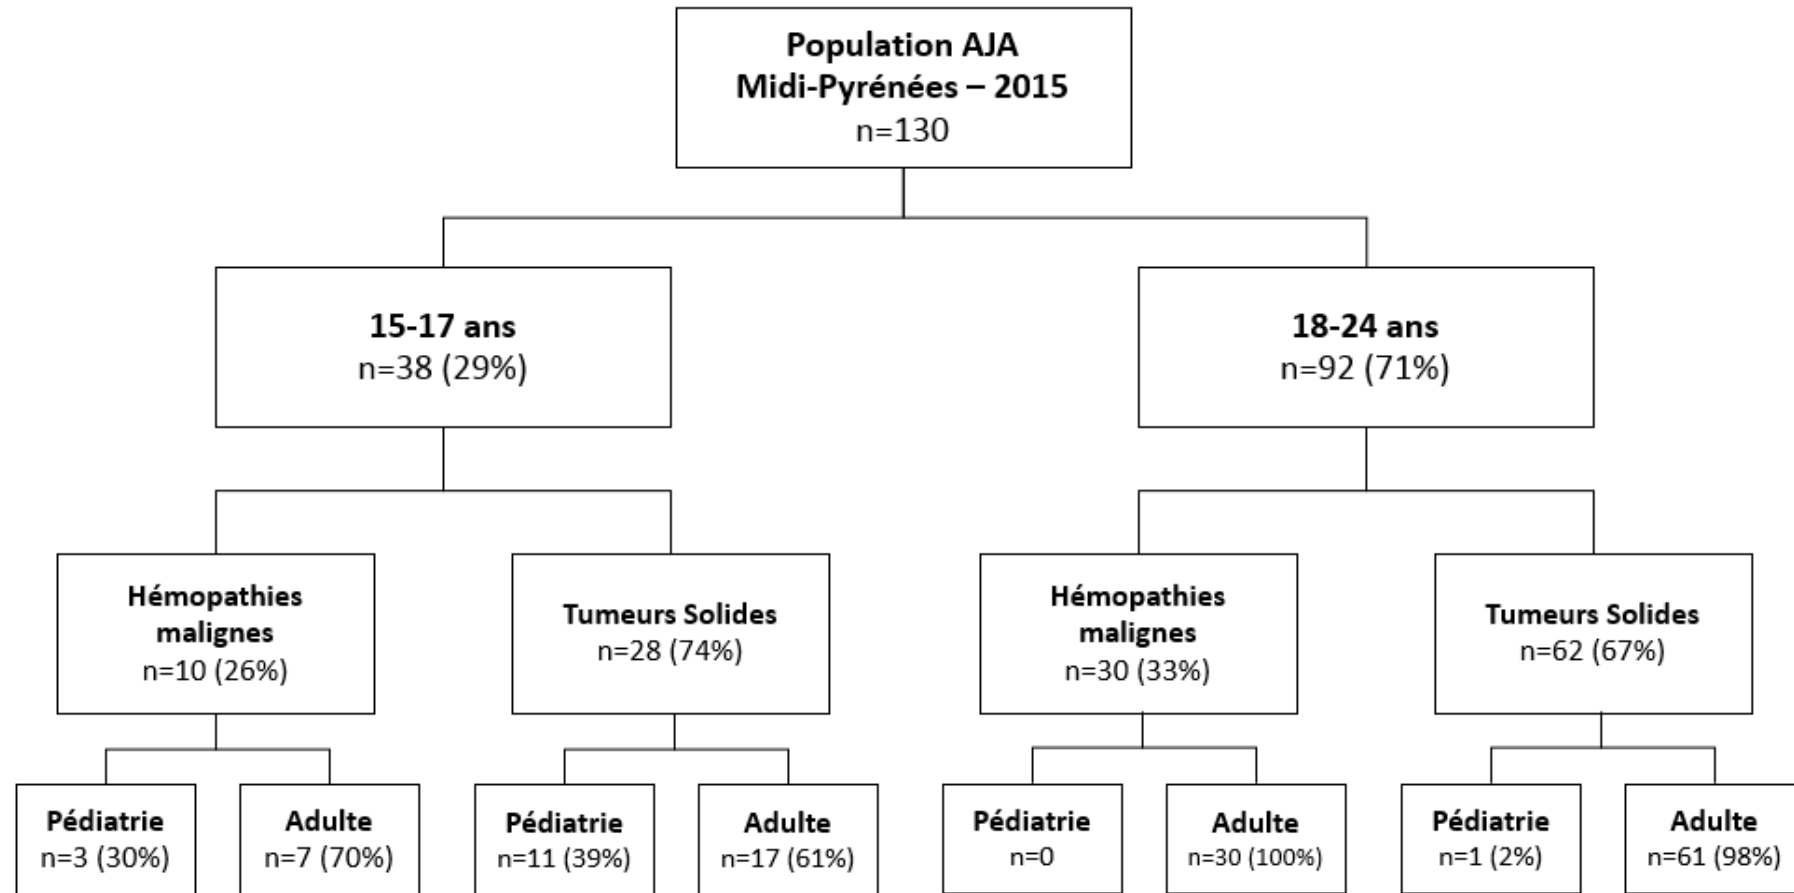 Population AJA
Midi-Pyrénées – 2015
n=130
15-17 ans
n=38 (29%)
18-24 ans
n=92 (71%)
Hémopathies
malignes
n=10 (26%)
Tumeurs Solides
n=28 (74%)
Hémopathies
malignes
n=30 (33%)
Tumeurs Solides
n=62 (67%)
Pédiatrie
n=3 (30%)
Adulte
n=7 (70%)
Pédiatrie
n=11 (39%)
Adulte
n=17 (61%)
Pédiatrie
n=0
Adulte
n=30 (100%)
Pédiatrie
n=1 (2%)
Adulte
n=61 (98%)